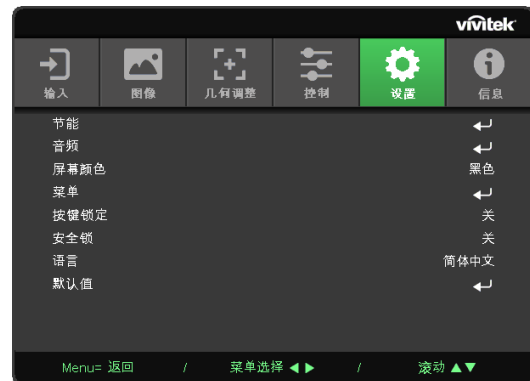 vivitek
输入 图像 几何调整 控制 设置 信息
节能
音频
屏幕颜色 黑色
菜单
按键锁定 关
安全锁 关
语言 简体中文
默认值
Menu= 返回 / 菜单选择 ◀ ▶ / 滚动 ▲▼